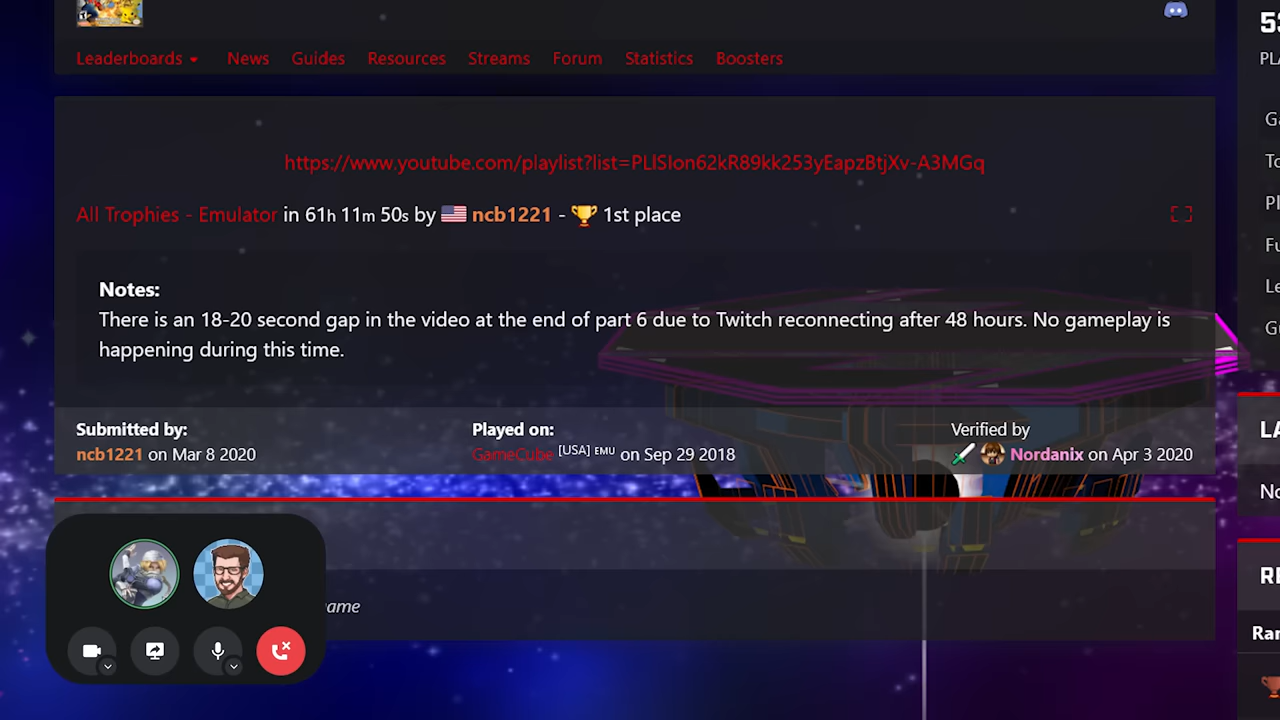 Leaderboards News Guides Resources Streams Forum Statistics Boosters
https://www.youtube.com/playlist?list=PLlSIon62kR89kk253yEapzBtjXv-A3MGq
All Trophies - Emulator in 61h 11m 50s by ncb1221 - 1st place
Notes:
There is an 18-20 second gap in the video at the end of part 6 due to Twitch reconnecting after 48 hours. No gameplay is
happening during this time.
Submitted by: Played on: Verified by
ncb1221 on Mar 8 2020 GameCube [USA] EMU on Sep 29 2018 Nordanix on Apr 3 2020